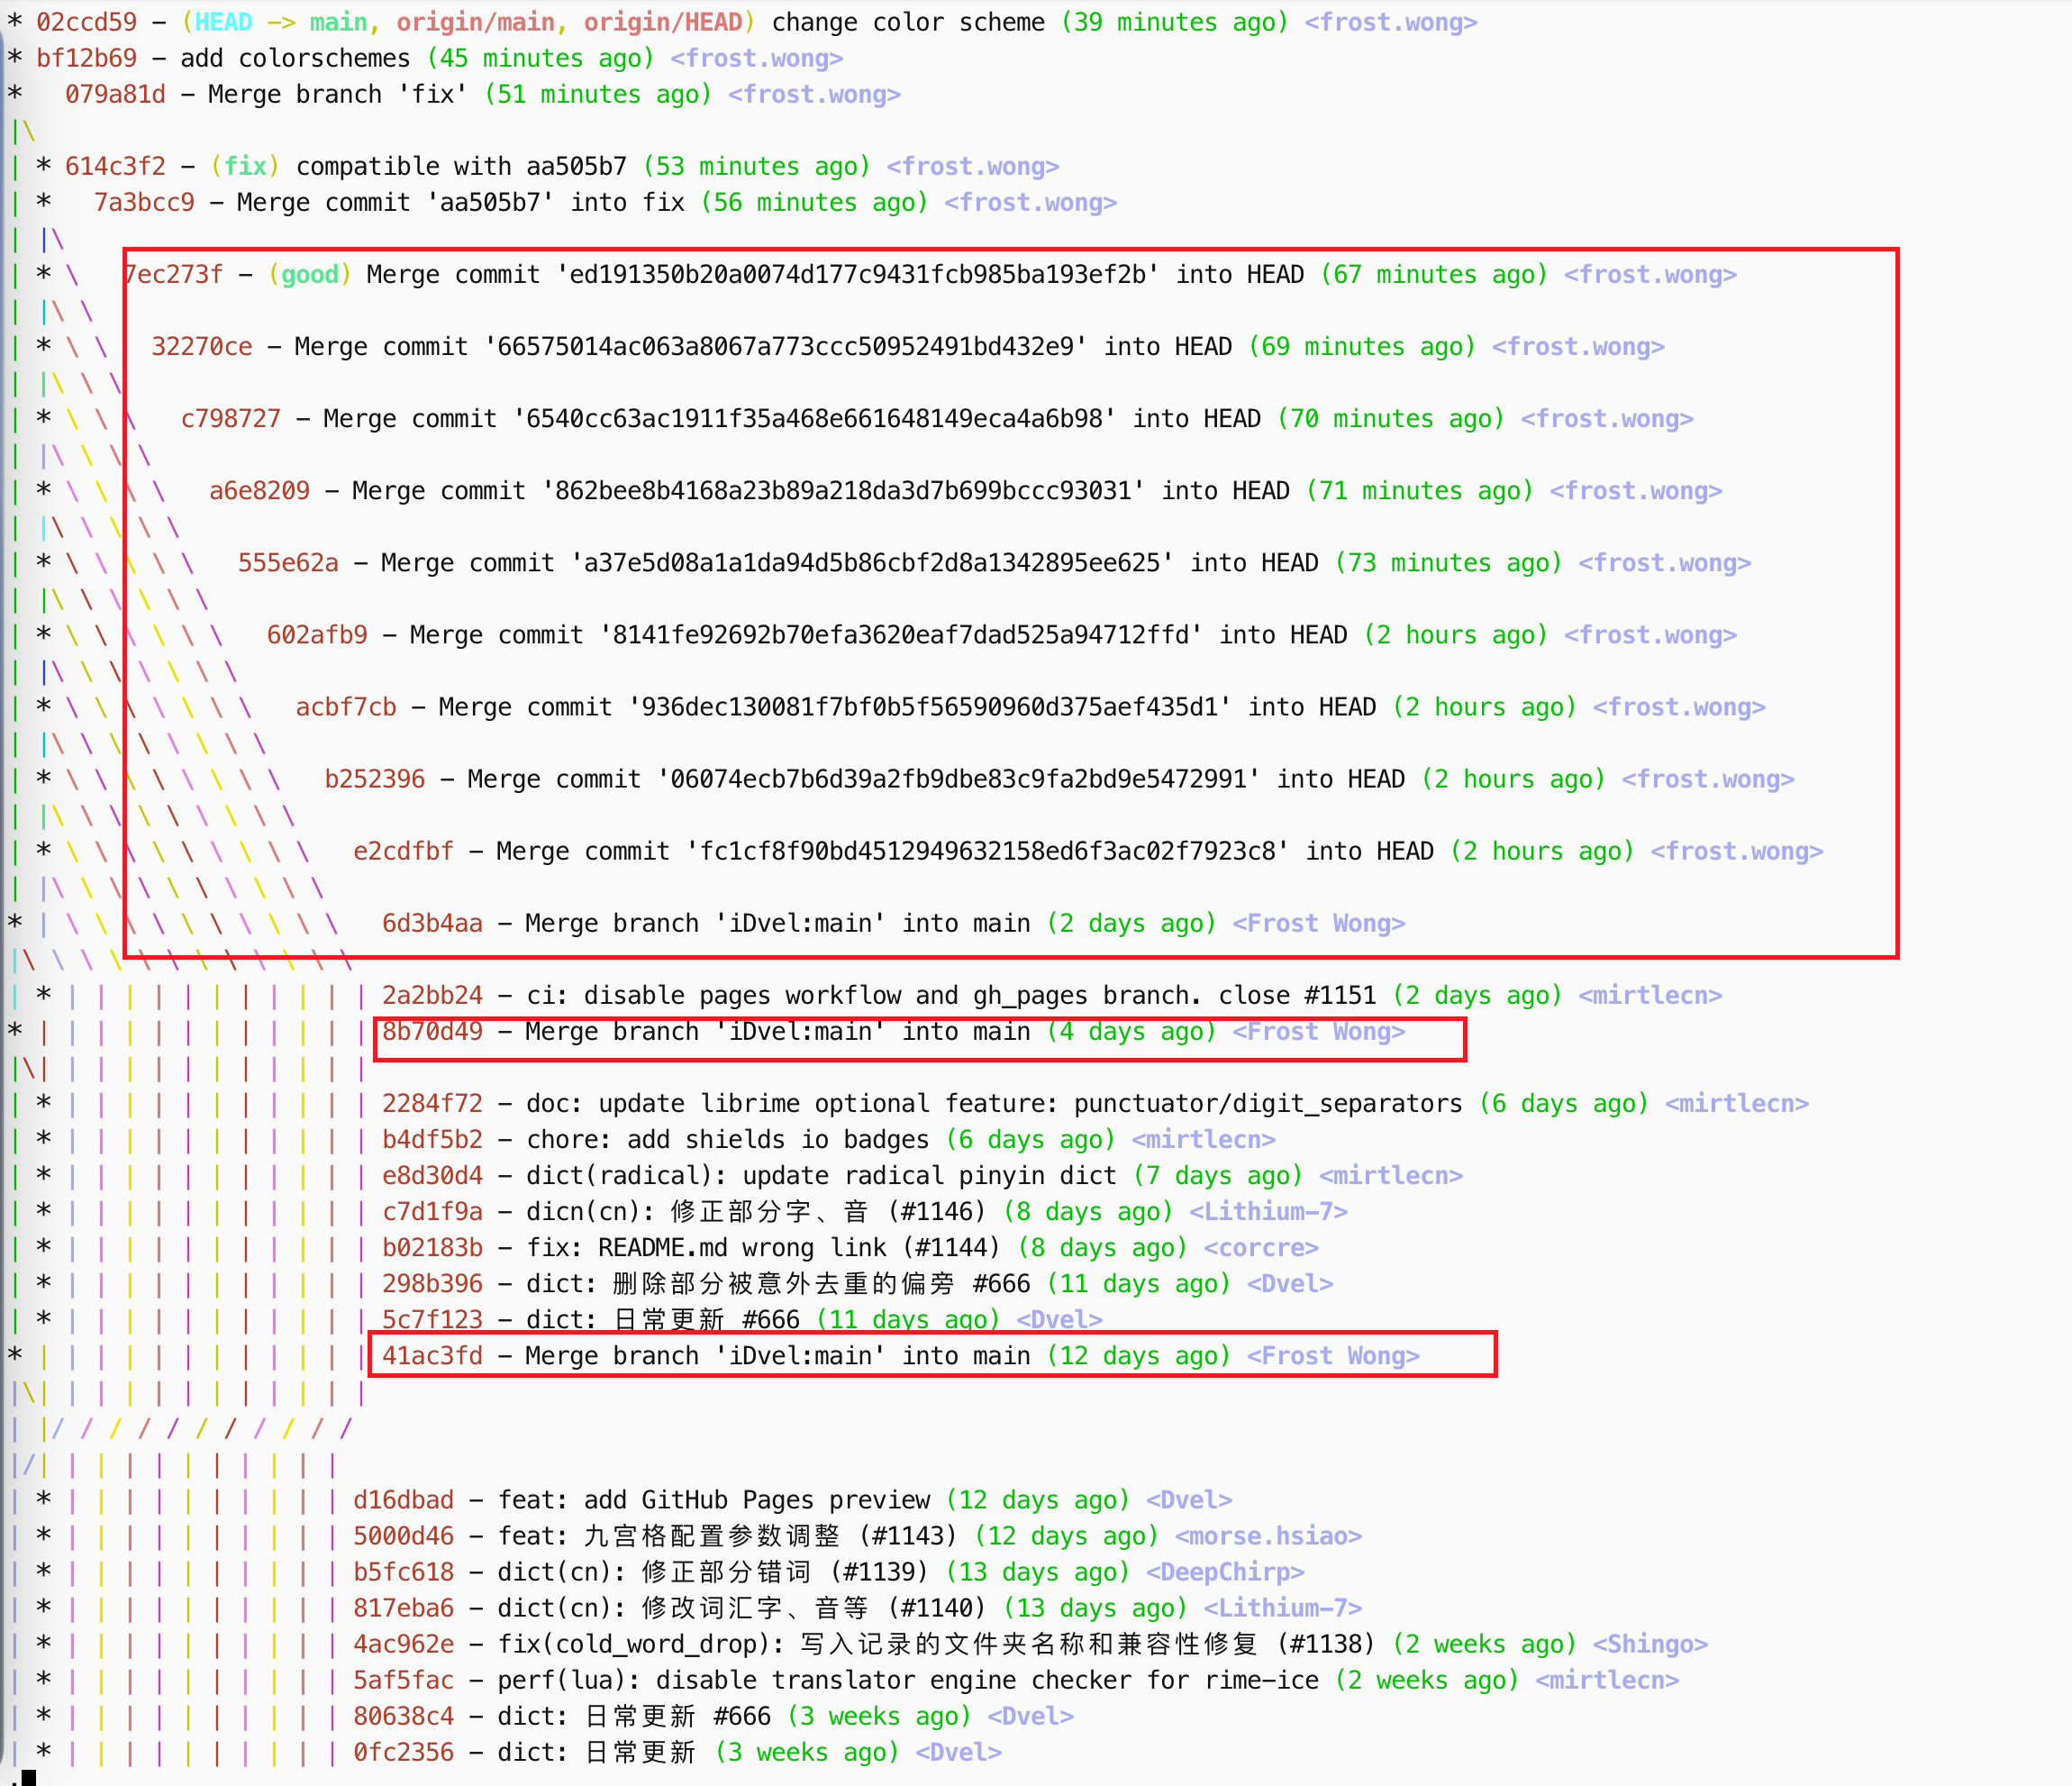 * 02ccd59 - (HEAD -> main, origin/main, origin/HEAD) change color scheme (39 minutes ago) <frost.wong>
* bf12b69 - add colorschemes (45 minutes ago) <frost.wong>
*   079a81d - Merge branch 'fix' (51 minutes ago) <frost.wong>
|\
| * 614c3f2 - (fix) compatible with aa505b7 (53 minutes ago) <frost.wong>
| *   7a3bcc9 - Merge commit 'aa505b7' into fix (56 minutes ago) <frost.wong>
| |\
| * \   7ec273f - (good) Merge commit 'ed191350b20a0074d177c9431fcb985ba193ef2b' into HEAD (67 minutes ago) <frost.wong>
| |\ \
| * \ \   32270ce - Merge commit '66575014ac063a8067a773ccc50952491bd432e9' into HEAD (69 minutes ago) <frost.wong>
| |\ \ \
| * \ \ \   c798727 - Merge commit '6540cc63ac1911f35a468e661648149eca4a6b98' into HEAD (70 minutes ago) <frost.wong>
| |\ \ \ \
| * \ \ \ \   a6e8209 - Merge commit '862bee8b4168a23b89a218da3d7b699bccc93031' into HEAD (71 minutes ago) <frost.wong>
| |\ \ \ \ \
| * \ \ \ \ \   555e62a - Merge commit 'a37e5d08a1a1da94d5b86cbf2d8a1342895ee625' into HEAD (73 minutes ago) <frost.wong>
| |\ \ \ \ \ \
| * \ \ \ \ \ \   602afb9 - Merge commit '8141fe92692b70efa3620eaf7dad525a94712ffd' into HEAD (2 hours ago) <frost.wong>
| |\ \ \ \ \ \ \
| * \ \ \ \ \ \ \   acbf7cb - Merge commit '936dec130081f7bf0b5f56590960d375aef435d1' into HEAD (2 hours ago) <frost.wong>
| |\ \ \ \ \ \ \ \
| * \ \ \ \ \ \ \ \   b252396 - Merge commit '06074ecb7b6d39a2fb9dbe83c9fa2bd9e5472991' into HEAD (2 hours ago) <frost.wong>
| |\ \ \ \ \ \ \ \ \
| * \ \ \ \ \ \ \ \ \   e2cdfbf - Merge commit 'fc1cf8f90bd4512949632158ed6f3ac02f7923c8' into HEAD (2 hours ago) <frost.wong>
| |\ \ \ \ \ \ \ \ \ \
* | \ \ \ \ \ \ \ \ \ \   6d3b4aa - Merge branch 'iDvel:main' into main (2 days ago) <Frost Wong>
|\ \ \ \ \ \ \ \ \ \ \ \
| * | | | | | | | | | | | 2a2bb24 - ci: disable pages workflow and gh_pages branch. close #1151 (2 days ago) <mirtlecn>
* | | | | | | | | | | | | 8b70d49 - Merge branch 'iDvel:main' into main (4 days ago) <Frost Wong>
|\| | | | | | | | | | | |
| * | | | | | | | | | | | 2284f72 - doc: update librime optional feature: punctuator/digit_separators (6 days ago) <mirtlecn>
| * | | | | | | | | | | | b4df5b2 - chore: add shields io badges (6 days ago) <mirtlecn>
| * | | | | | | | | | | | e8d30d4 - dict(radical): update radical pinyin dict (7 days ago) <mirtlecn>
| * | | | | | | | | | | | c7d1f9a - dicn(cn): 修正部分字、音 (#1146) (8 days ago) <Lithium-7>
| * | | | | | | | | | | | b02183b - fix: README.md wrong link (#1144) (8 days ago) <corcre>
| * | | | | | | | | | | | 298b396 - dict: 删除部分被意外去重的偏旁 #666 (11 days ago) <Dvel>
| * | | | | | | | | | | | 5c7f123 - dict: 日常更新 #666 (11 days ago) <Dvel>
* | | | | | | | | | | | | 41ac3fd - Merge branch 'iDvel:main' into main (12 days ago) <Frost Wong>
|\| | | | | | | | | | | |
| |/ / / / / / / / / / /
|/| | | | | | | | | | |
| * | | | | | | | | | | d16dbad - feat: add GitHub Pages preview (12 days ago) <Dvel>
| * | | | | | | | | | | 5000d46 - feat: 九宫格配置参数调整 (#1143) (12 days ago) <morse.hsiao>
| * | | | | | | | | | | b5fc618 - dict(cn): 修正部分错词 (#1139) (13 days ago) <DeepChirp>
| * | | | | | | | | | | 817eba6 - dict(cn): 修改词汇字、音等 (#1140) (13 days ago) <Lithium-7>
| * | | | | | | | | | | 4ac962e - fix(cold_word_drop): 写入记录的文件夹名称和兼容性修复 (#1138) (2 weeks ago) <Shingo>
| * | | | | | | | | | | 5af5fac - perf(lua): disable translator engine checker for rime-ice (2 weeks ago) <mirtlecn>
| * | | | | | | | | | | 80638c4 - dict: 日常更新 #666 (3 weeks ago) <Dvel>
| * | | | | | | | | | | 0fc2356 - dict: 日常更新 (3 weeks ago) <Dvel>